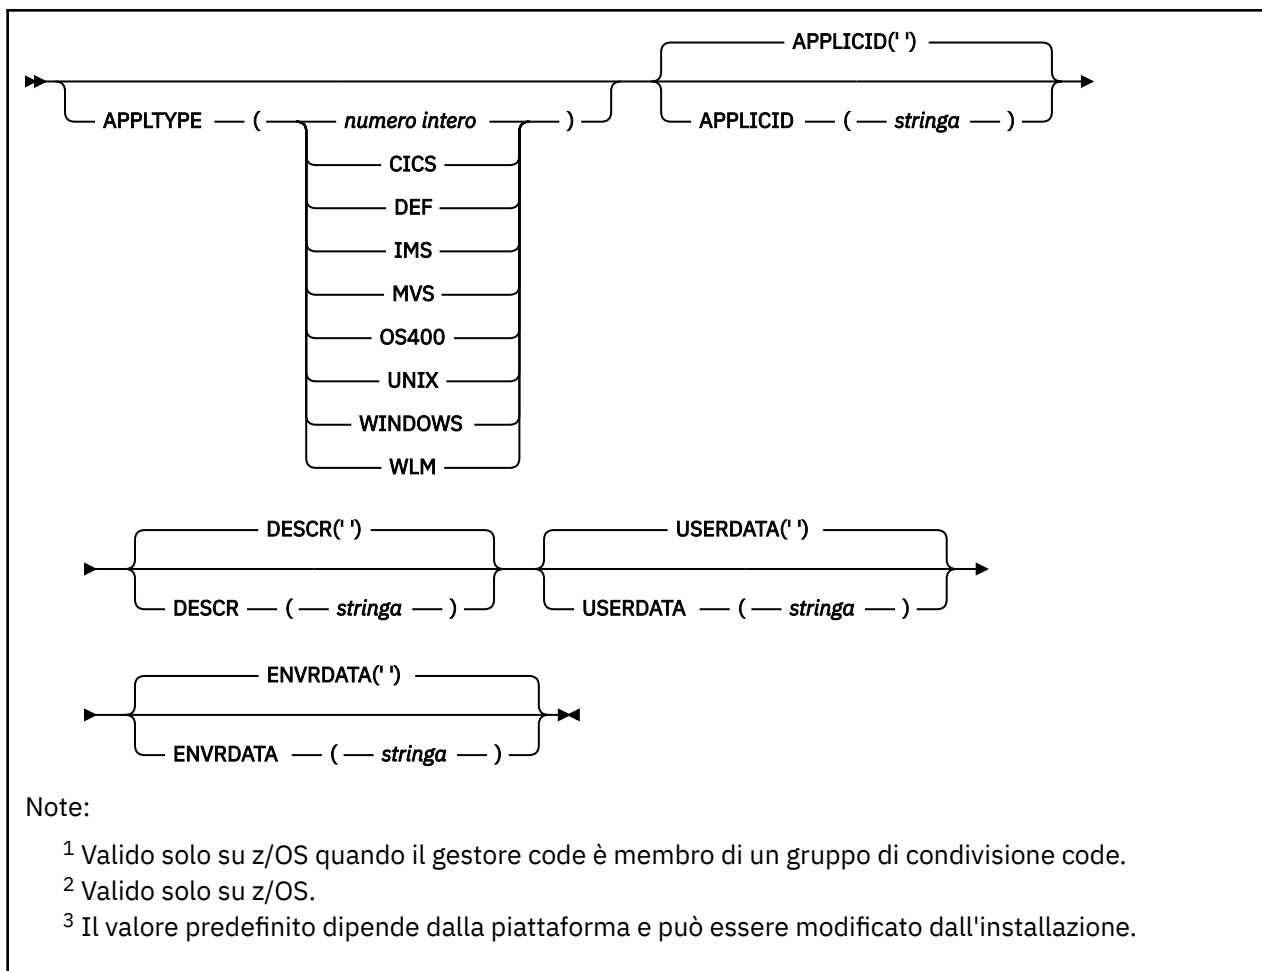 APPLICID(' ')
APPLTYPE ( numero intero ) APPLICID ( stringa )
CICS
DEF
IMS
MVS
OS400
UNIX
WINDOWS
WLM
DESCR(' ') USERDATA(' ')
DESCR ( stringa ) USERDATA ( stringa )
ENVRDATA(' ')
ENVRDATA ( stringa )
Note:
1 Valido solo su z/OS quando il gestore code è membro di un gruppo di condivisione code.
2 Valido solo su z/OS.
3 Il valore predefinito dipende dalla piattaforma e può essere modificato dall'installazione.